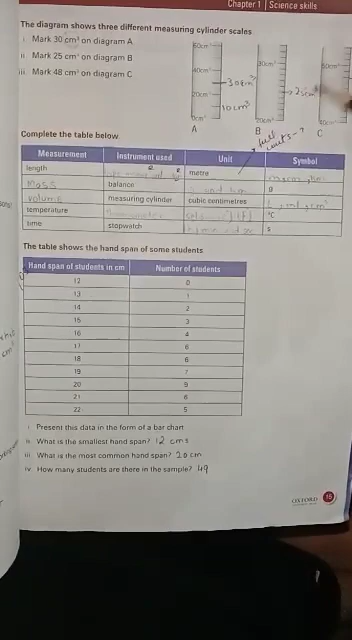 Chapter 1 | Science skills
The diagram shows three different measuring cylinder scales
i Mark 30 cm³ on diagram A
ii Mark 25 cm³ on diagram B
iii Mark 48 cm³ on diagram C
60cm³
40cm³
20cm³
0cm³
30cm³
10cm³
A
30cm³
20cm³
25cm³
B
50cm³
40cm³
C
full
units
Complete the table below
Measurement Instrument used Unit Symbol
length metre
mass balance g
volume measuring cylinder cubic centimetres
temperature °C
time stopwatch s
The table shows the hand span of some students
Hand span of students in cm Number of students
12 0
13 1
14 2
15 3
16 4
17 6
18 6
19 7
20 9
21 6
22 5
i Present this data in the form of a bar chart
ii What is the smallest hand span? 12 cms
iii What is the most common hand span? 20 cm
iv How many students are there in the sample? 49
OXFORD 15